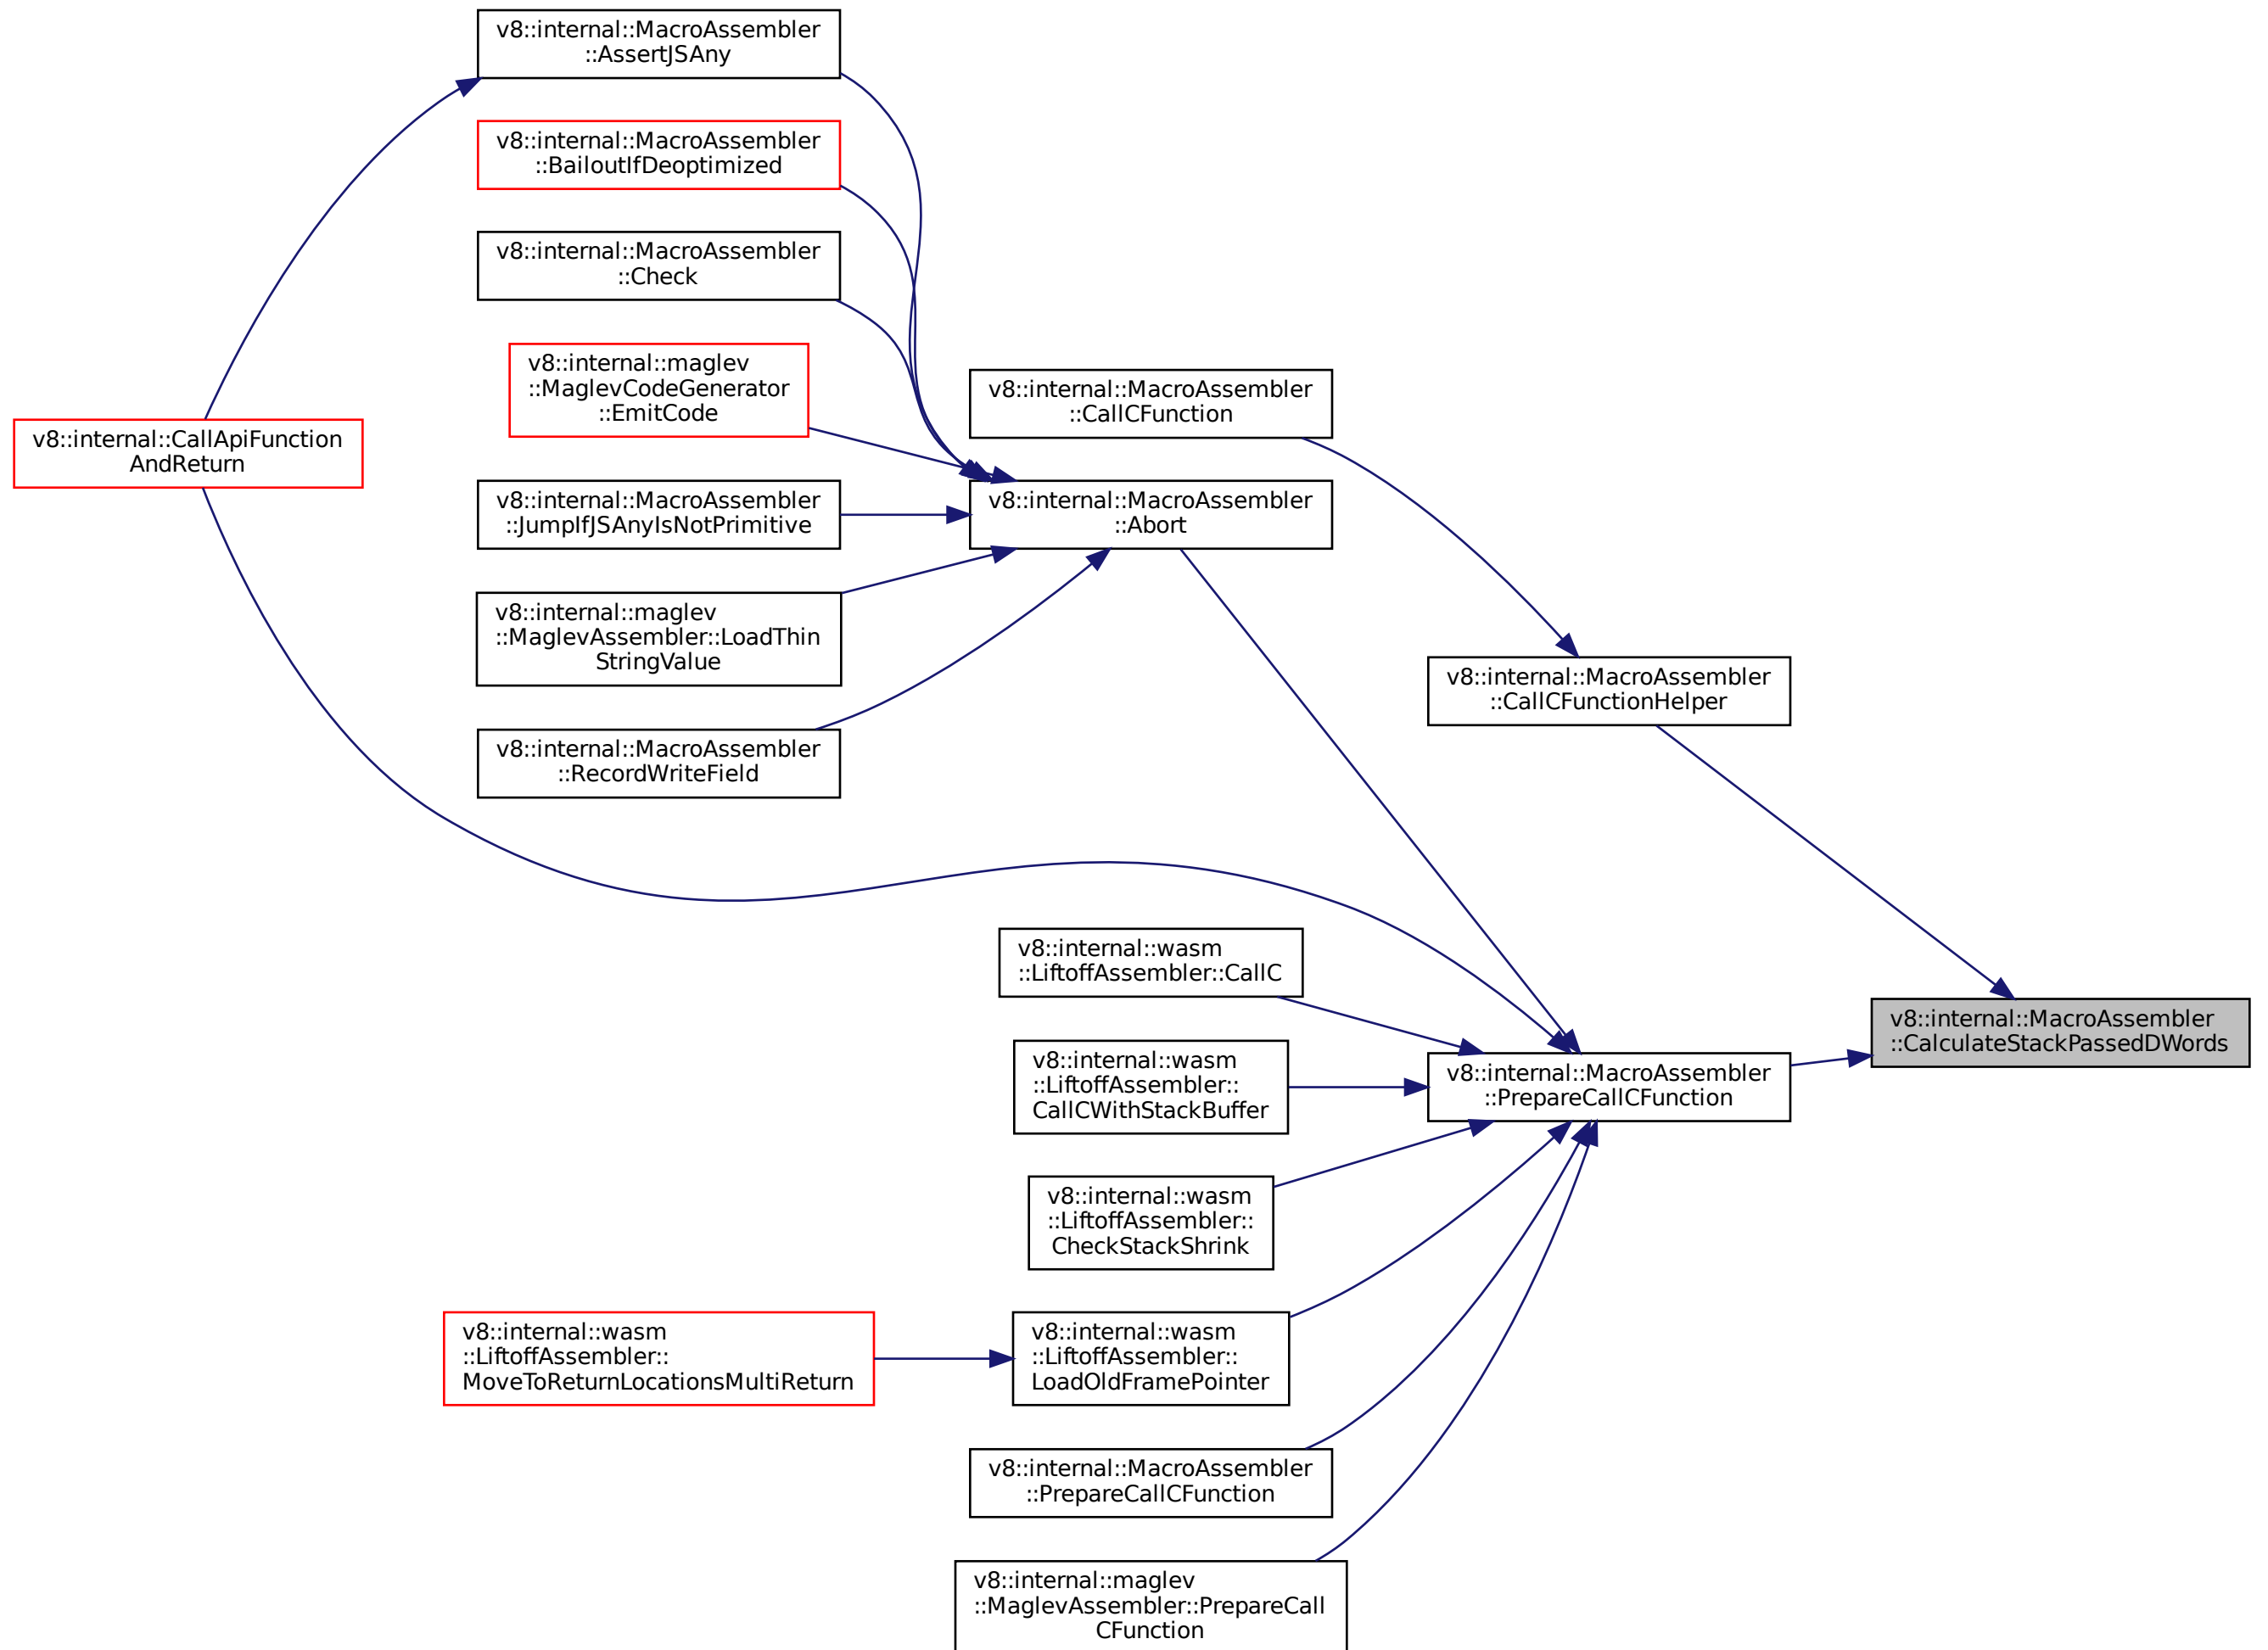 v8::internal::MacroAssembler
::AssertJSAny
v8::internal::MacroAssembler
::BailoutIfDeoptimized
v8::internal::MacroAssembler
::Check
v8::internal::maglev
::MaglevCodeGenerator
::EmitCode
v8::internal::MacroAssembler
::CallCFunction
v8::internal::CallApiFunction
AndReturn
v8::internal::MacroAssembler
::JumpIfJSAnyIsNotPrimitive
v8::internal::MacroAssembler
::Abort
v8::internal::maglev
::MaglevAssembler::LoadThin
StringValue
v8::internal::MacroAssembler
::CallCFunctionHelper
v8::internal::MacroAssembler
::RecordWriteField
v8::internal::wasm
::LiftoffAssembler::CallC
v8::internal::MacroAssembler
::CalculateStackPassedDWords
v8::internal::wasm
::LiftoffAssembler::
CallCWithStackBuffer
v8::internal::MacroAssembler
::PrepareCallCFunction
v8::internal::wasm
::LiftoffAssembler::
CheckStackShrink
v8::internal::wasm
::LiftoffAssembler::
MoveToReturnLocationsMultiReturn
v8::internal::wasm
::LiftoffAssembler::
LoadOldFramePointer
v8::internal::MacroAssembler
::PrepareCallCFunction
v8::internal::maglev
::MaglevAssembler::PrepareCall
CFunction